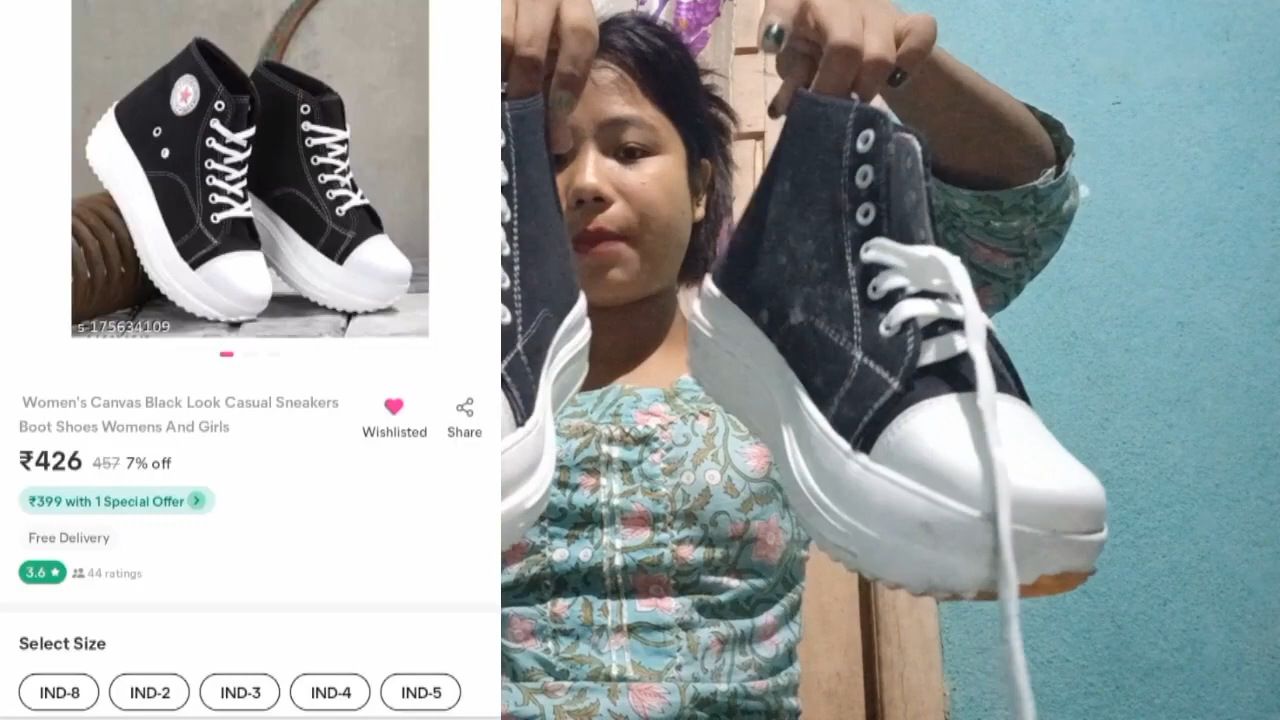 s-175634109
Women's Canvas Black Look Casual Sneakers
Boot Shoes Womens And Girls
Wishlisted
Share
₹426 457 7% off
₹399 with 1 Special Offer
Free Delivery
3.6 ★ 44 ratings
Select Size
IND-8 IND-2 IND-3 IND-4 IND-5